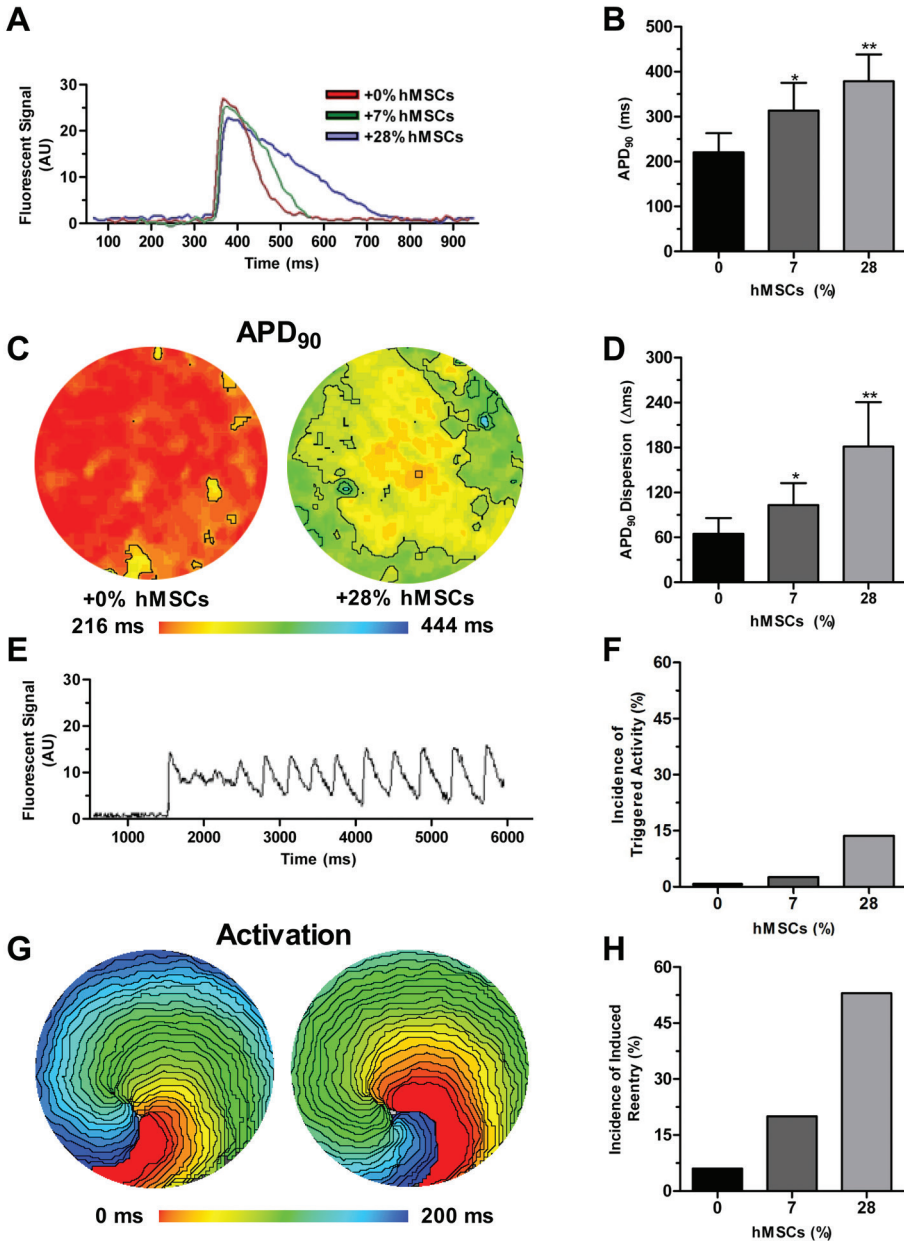 A
Fluorescent Signal
(AU)
30
20
10
0
+0% hMSCs
+7% hMSCs
+28% hMSCs
100 200 300 400 500 600 700 800 900
Time (ms)
B
APD90 (ms)
500
400
300
200
100
0
*
**
0 7 28
hMSCs (%)
C
APD90
+0% hMSCs
+28% hMSCs
216 ms
444 ms
D
APD90 Dispersion (Δms)
300
240
180
120
60
0
*
**
0 7 28
hMSCs (%)
E
Fluorescent Signal
(AU)
30
20
10
0
1000 2000 3000 4000 5000 6000
Time (ms)
F
Incidence of
Triggered Activity (%)
60
45
30
15
0
0 7 28
hMSCs (%)
G
Activation
0 ms
200 ms
H
Incidence of Induced
Reentry (%)
60
45
30
15
0
0 7 28
hMSCs (%)